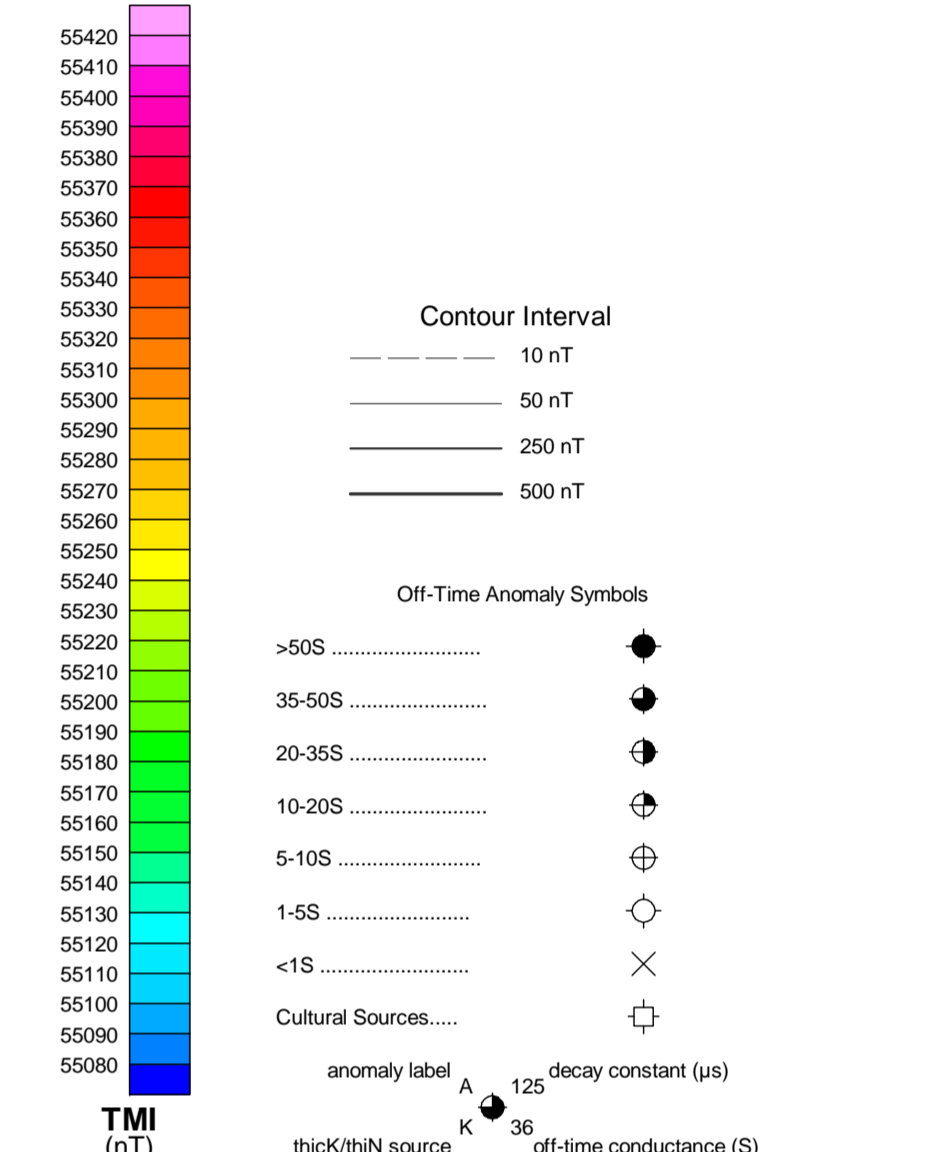 55420
55410
55400
55390
55380
55370
55360
55350
55340
55330
55320
55310
55300
55290
55280
55270
55260
55250
55240
55230
55220
55210
55200
55190
55180
55170
55160
55150
55140
55130
55120
55110
55100
55090
55080
TMI
(nT)
Contour Interval
10 nT
50 nT
250 nT
500 nT
Off-Time Anomaly Symbols
>50S ..........................
35-50S ........................
20-35S ........................
10-20S ........................
5-10S .........................
1-5S .........................
<1S ..........................
Cultural Sources.....
anomaly label A 125 decay constant (µs)
thicK/thiN source K 36 off-time conductance (S)